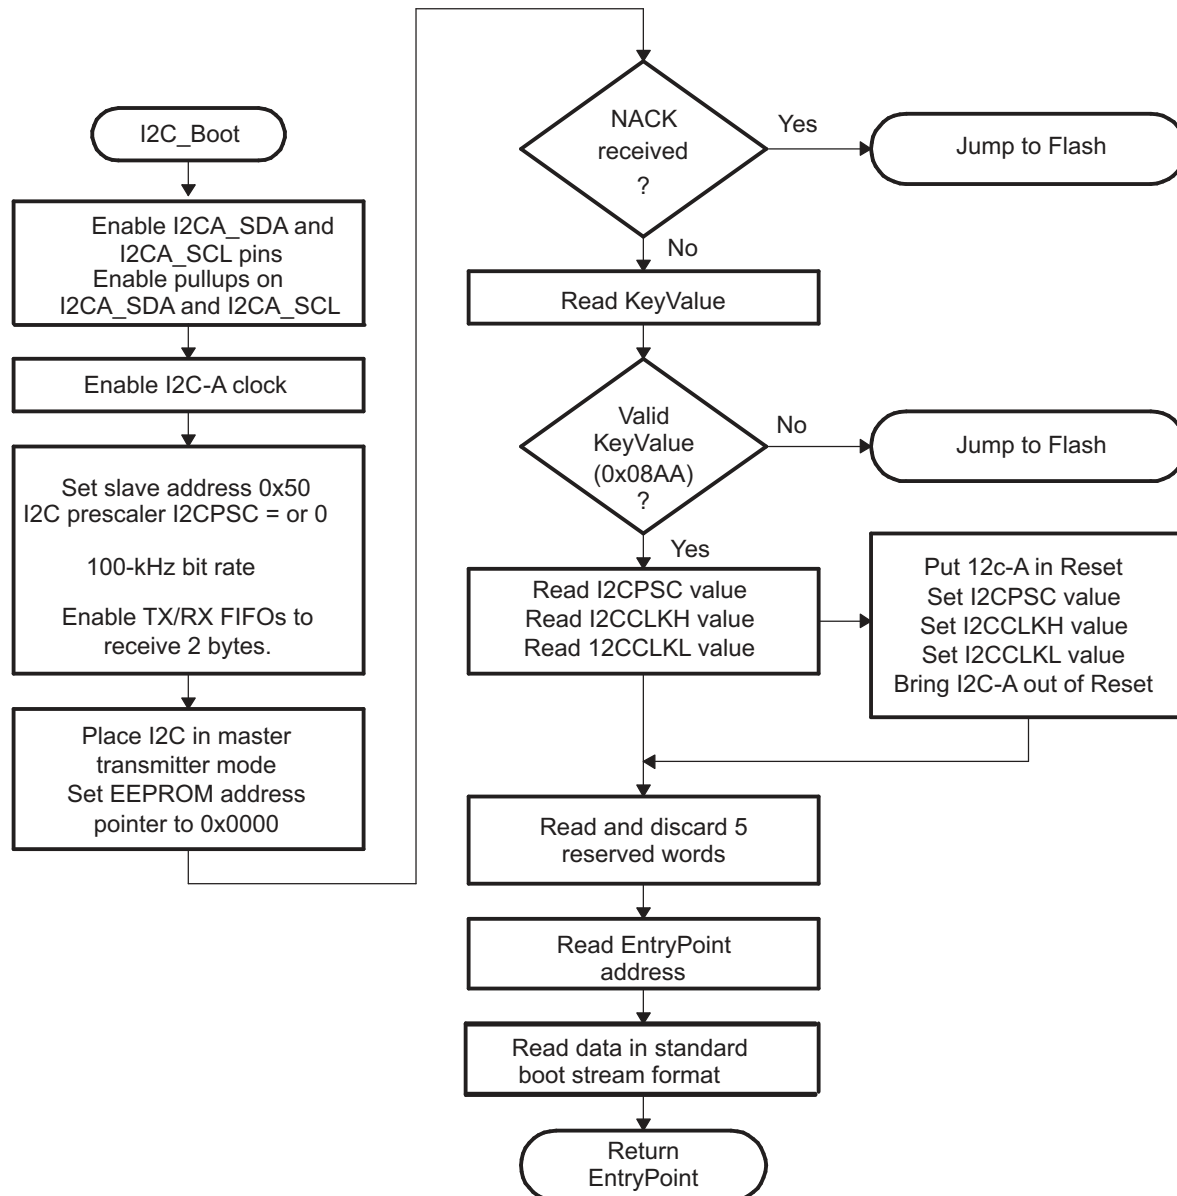 I2C_Boot
Enable I2CA_SDA and
I2CA_SCL pins
Enable pullups on
I2CA_SDA and I2CA_SCL
Enable I2C-A clock
Set slave address 0x50
I2C prescaler I2CPSC = or 0
100-kHz bit rate
Enable TX/RX FIFOs to
receive 2 bytes.
Place I2C in master
transmitter mode
Set EEPROM address
pointer to 0x0000
NACK
received
?
Yes
Jump to Flash
No
Read KeyValue
Valid
KeyValue
(0x08AA)
?
No
Jump to Flash
Yes
Read I2CPSC value
Read I2CCLKH value
Read 12CCLKL value
Put 12c-A in Reset
Set I2CPSC value
Set I2CCLKH value
Set I2CCLKL value
Bring I2C-A out of Reset
Read and discard 5
reserved words
Read EntryPoint
address
Read data in standard
boot stream format
Return
EntryPoint